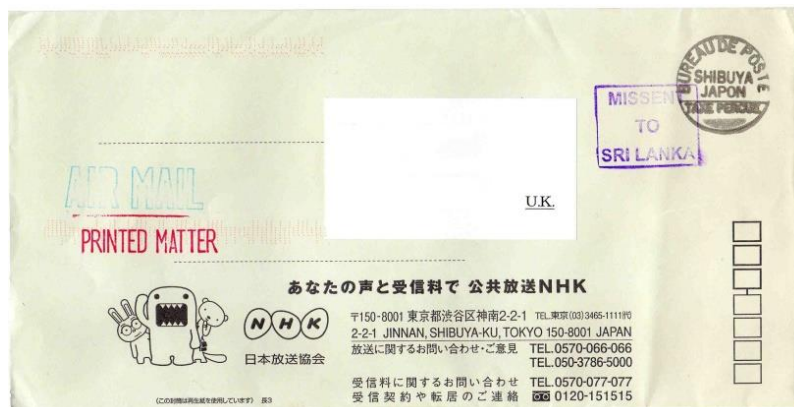 BUREAU DE POSTE
SHIBUYA
JAPON
TAXE PERÇUE
MISSENT
TO
SRI LANKA
U.K.
AIR MAIL
PRINTED MATTER
あなたの声と受信料で 公共放送NHK
NHK
日本放送協会
〒150-8001 東京都渋谷区神南2-2-1 TEL.東京(03)3465-1111㈹
2-2-1 JINNAN, SHIBUYA-KU, TOKYO 150-8001 JAPAN
放送に関するお問い合わせ・ご意見 TEL.0570-066-066
TEL.050-3786-5000
受信料に関するお問い合わせ TEL.0570-077-077
受信契約や転居のご連絡 0120-151515
(この封筒は再生紙を使用しています) 長3